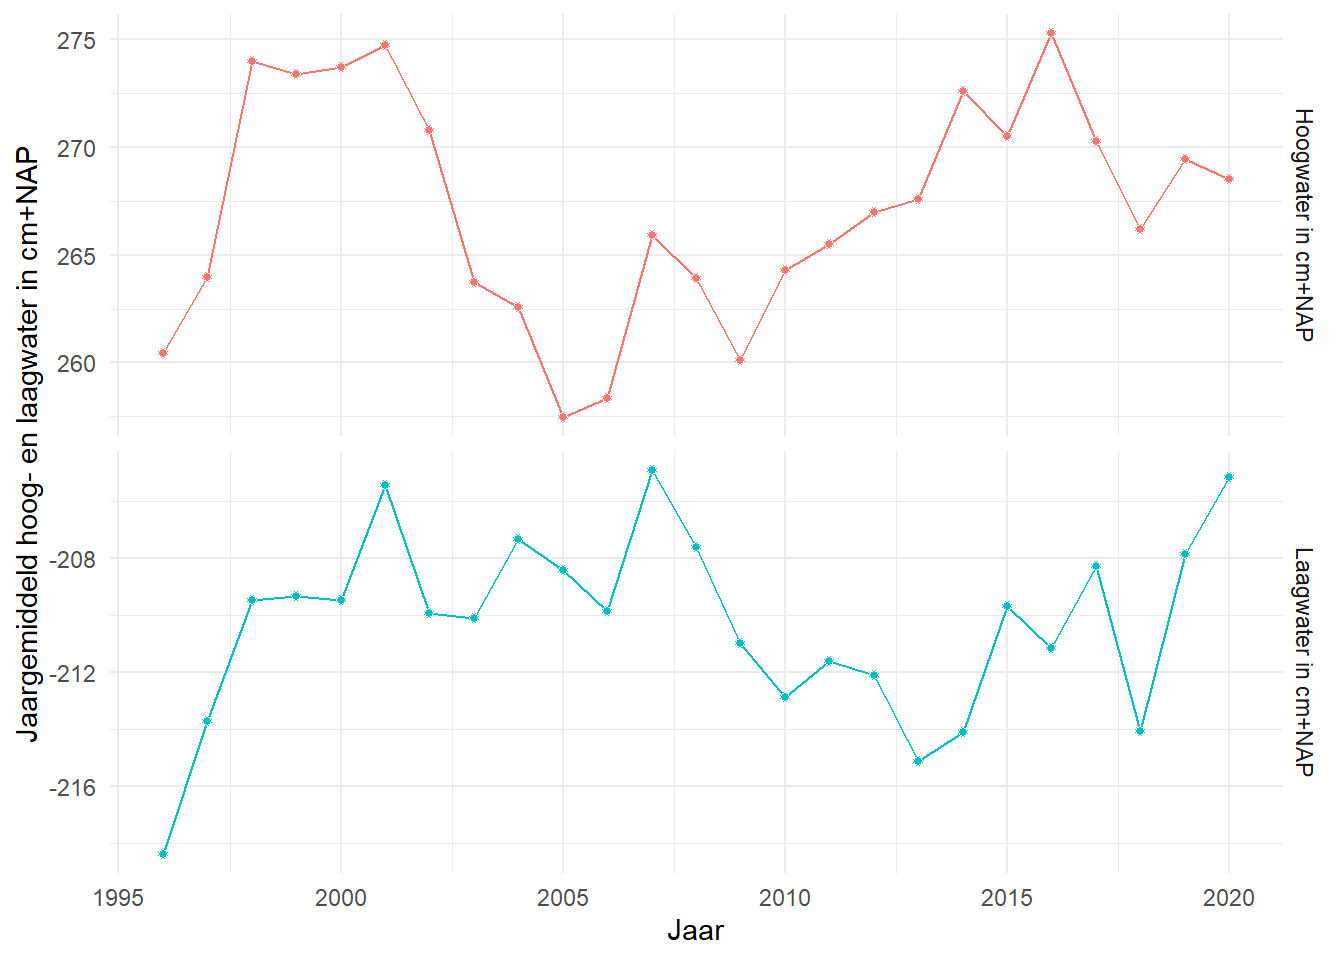 Jaargemiddeld hoog- en laagwater in cm+NAP
275
270
265
260
Hoogwater in cm+NAP
-208
-212
-216
Laagwater in cm+NAP
1995 2000 2005 2010 2015 2020
Jaar